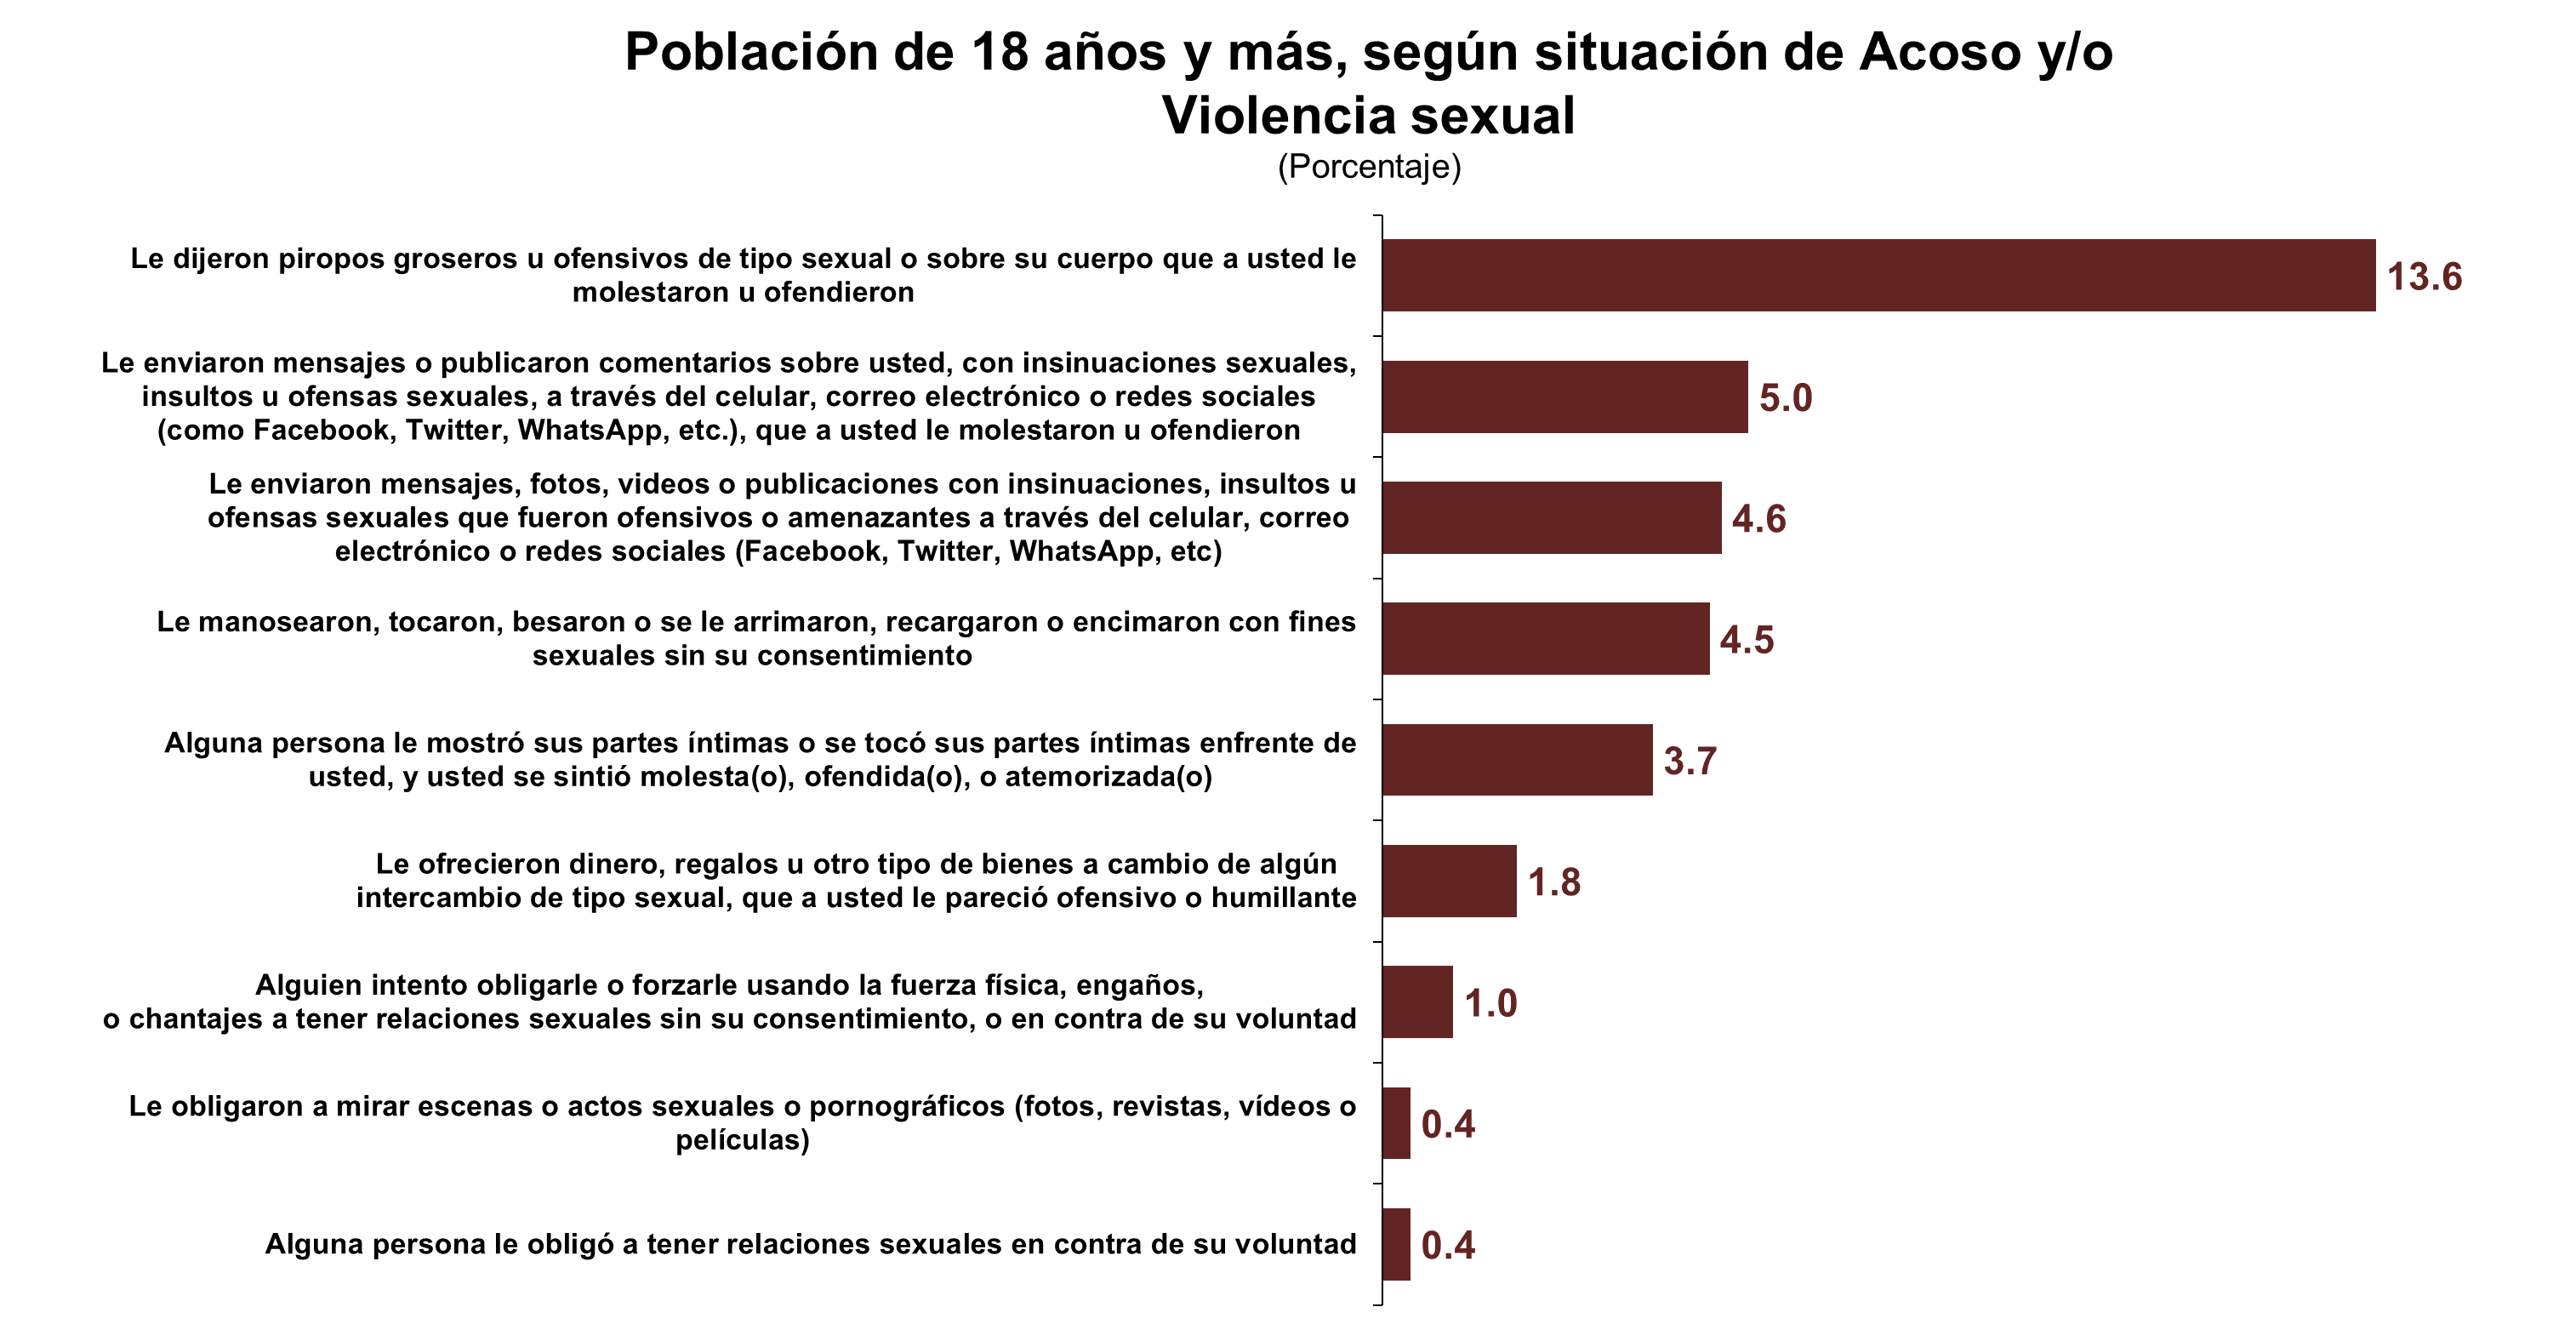 Población de 18 años y más, según situación de Acoso y/o
Violencia sexual
(Porcentaje)
Le dijeron piropos groseros u ofensivos de tipo sexual o sobre su cuerpo que a usted le
molestaron u ofendieron
13.6
Le enviaron mensajes o publicaron comentarios sobre usted, con insinuaciones sexuales,
insultos u ofensas sexuales, a través del celular, correo electrónico o redes sociales
(como Facebook, Twitter, WhatsApp, etc.), que a usted le molestaron u ofendieron
5.0
Le enviaron mensajes, fotos, videos o publicaciones con insinuaciones, insultos u
ofensas sexuales que fueron ofensivos o amenazantes a través del celular, correo
electrónico o redes sociales (Facebook, Twitter, WhatsApp, etc)
4.6
Le manosearon, tocaron, besaron o se le arrimaron, recargaron o encimaron con fines
sexuales sin su consentimiento
4.5
Alguna persona le mostró sus partes íntimas o se tocó sus partes íntimas enfrente de
usted, y usted se sintió molesta(o), ofendida(o), o atemorizada(o)
3.7
Le ofrecieron dinero, regalos u otro tipo de bienes a cambio de algún
intercambio de tipo sexual, que a usted le pareció ofensivo o humillante
1.8
Alguien intento obligarle o forzarle usando la fuerza física, engaños,
o chantajes a tener relaciones sexuales sin su consentimiento, o en contra de su voluntad
1.0
Le obligaron a mirar escenas o actos sexuales o pornográficos (fotos, revistas, vídeos o
películas)
0.4
Alguna persona le obligó a tener relaciones sexuales en contra de su voluntad
0.4